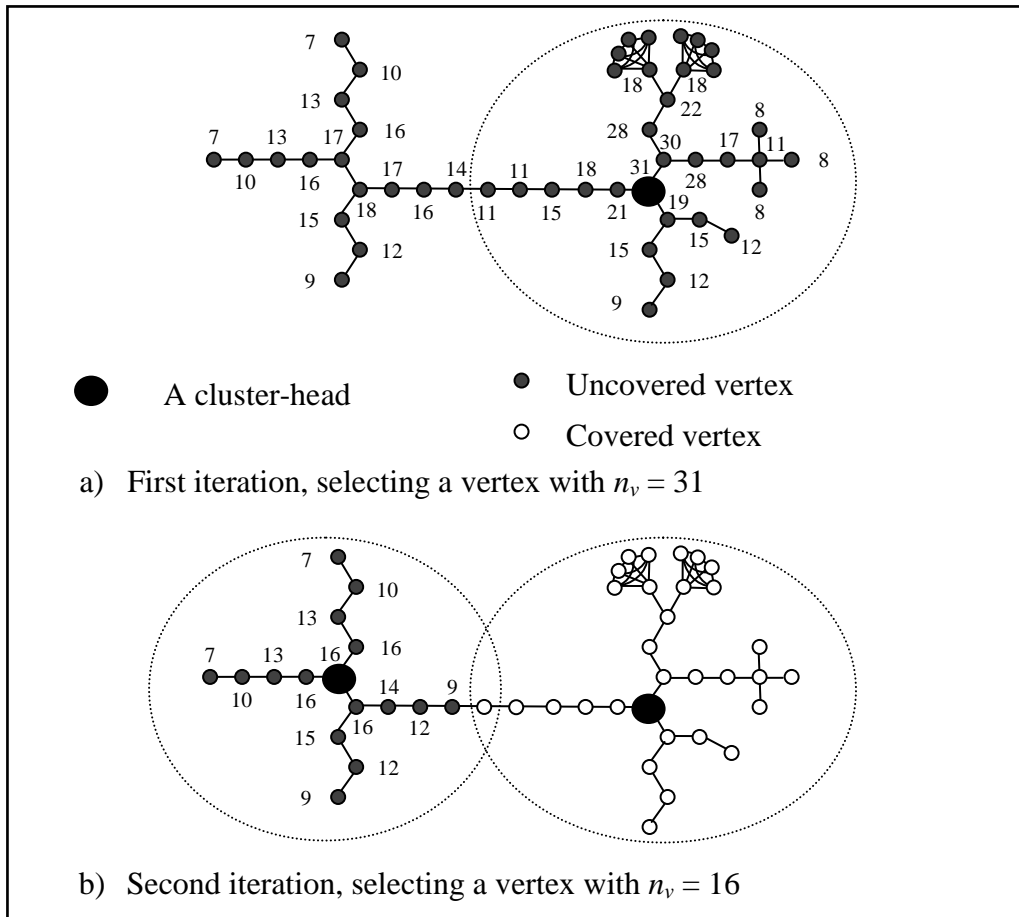 7
10
13
16
7 13 17
10 16
18 17 16 14 11 11 15 18 21 31
15
12
9
18 18
22
28
30 17 8 11 8
28 8
19
15 15 12
12
9
A cluster-head
Uncovered vertex
Covered vertex
a) First iteration, selecting a vertex with nv = 31
7
10
13
16
7 13 16
10 16
16 14 12 9
15
12
9
b) Second iteration, selecting a vertex with nv = 16